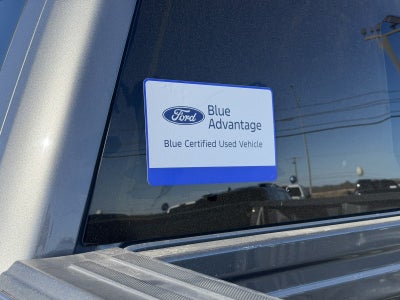 Ford
Blue
Advantage
Blue Certified Used Vehicle